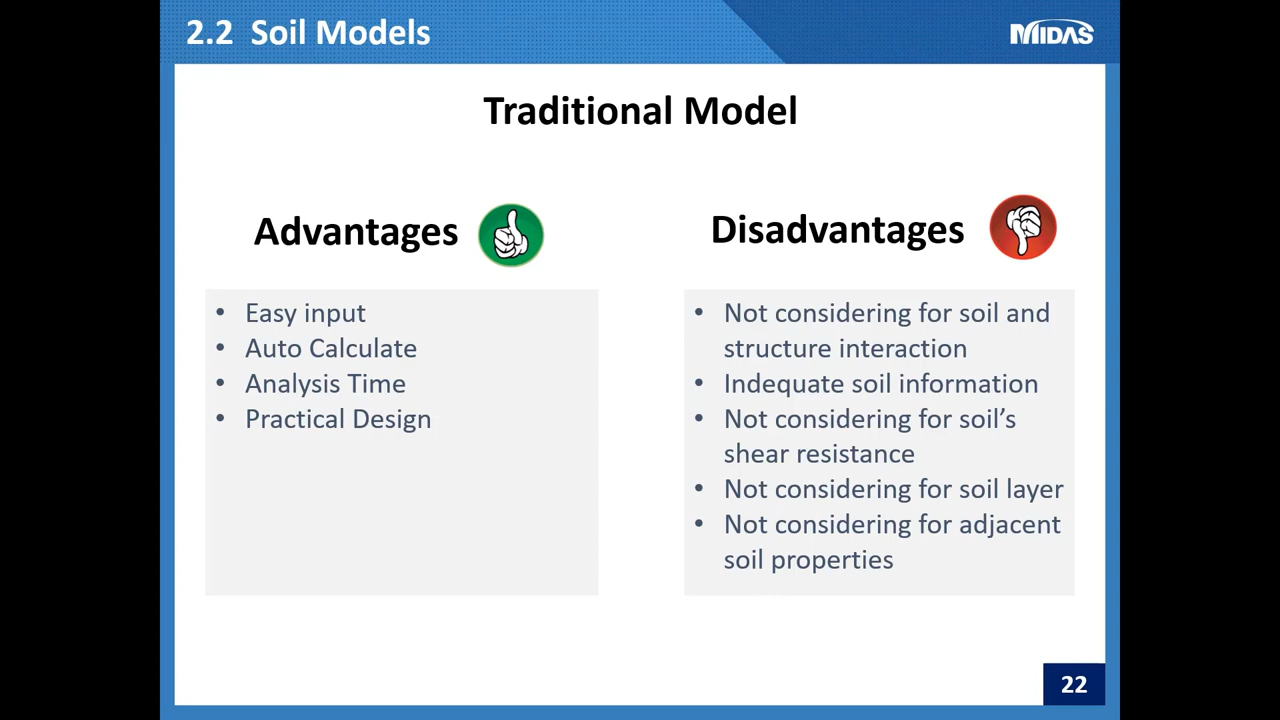 2.2 Soil Models
MIDAS
Traditional Model
Advantages
Disadvantages
• Easy input
• Auto Calculate
• Analysis Time
• Practical Design
• Not considering for soil and
structure interaction
• Indequate soil information
• Not considering for soil’s
shear resistance
• Not considering for soil layer
• Not considering for adjacent
soil properties
22